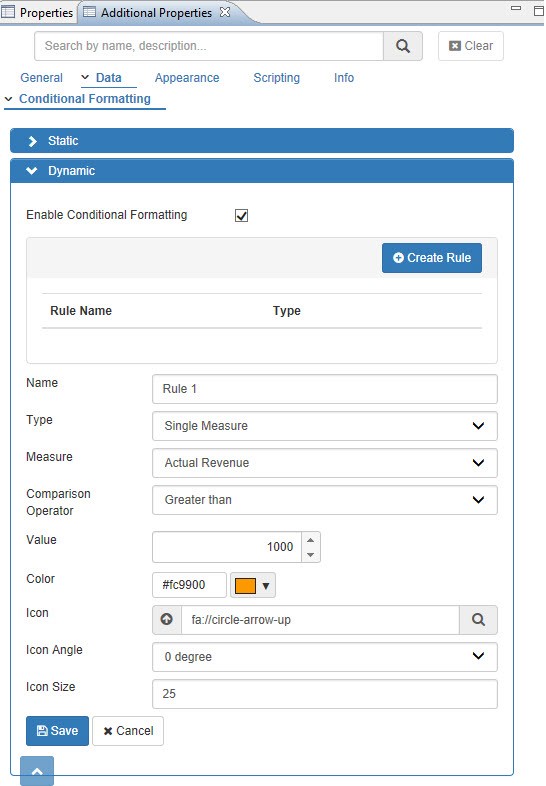 Properties Additional Properties
Search by name, description... Clear
General Data Appearance Scripting Info
Conditional Formatting
Static
Dynamic
Enable Conditional Formatting
Create Rule
Rule Name Type
Name Rule 1
Type Single Measure
Measure Actual Revenue
Comparison
Operator Greater than
Value 1000
Color #fc9900
Icon fa://circle-arrow-up
Icon Angle 0 degree
Icon Size 25
Save Cancel